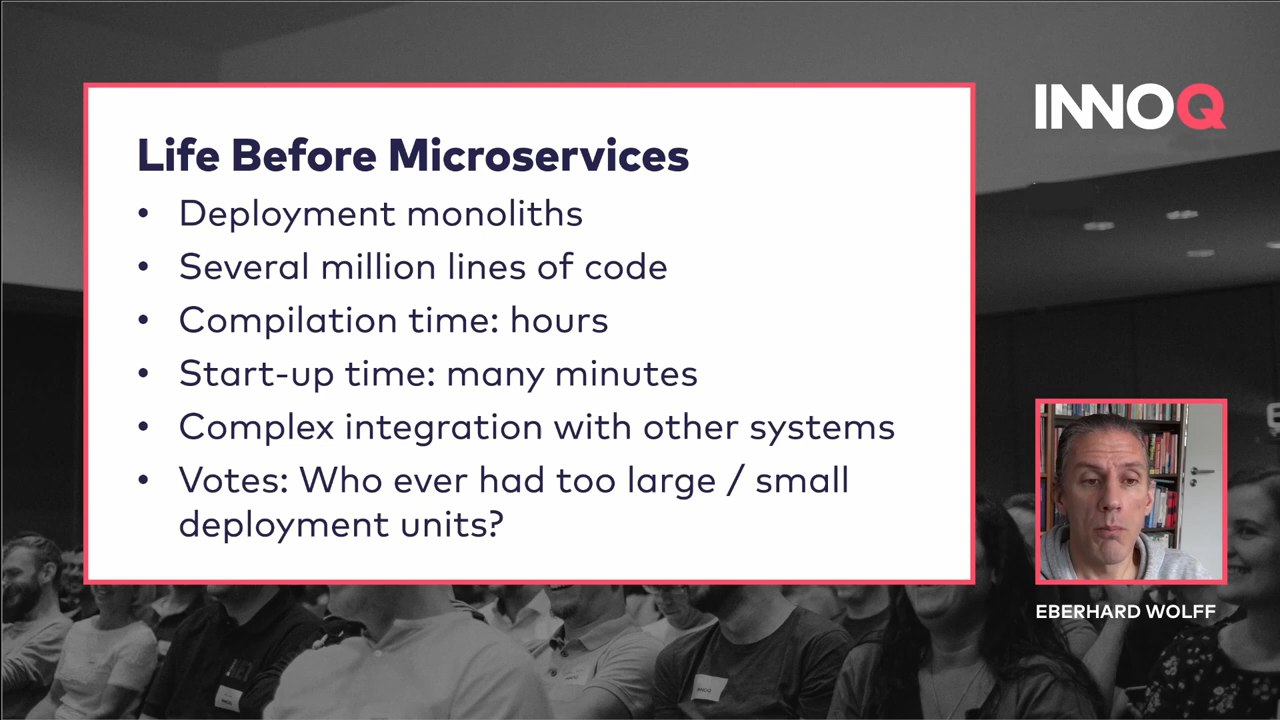 INNOQ
Life Before Microservices
• Deployment monoliths
• Several million lines of code
• Compilation time: hours
• Start-up time: many minutes
• Complex integration with other systems
• Votes: Who ever had too large / small
deployment units?
EBERHARD WOLFF
INNOQ